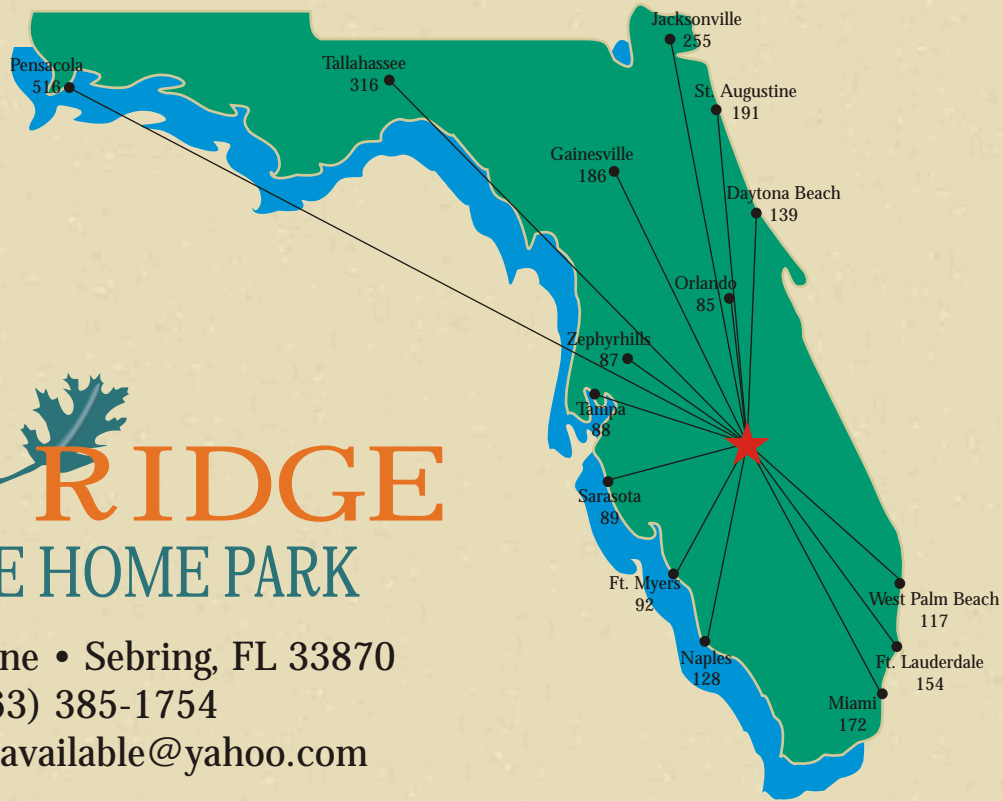 Jacksonville
255
Pensacola
516
Tallahassee
316
St. Augustine
191
Gainesville
186
Daytona Beach
139
Orlando
85
Zephyrhills
87
Tampa
88
Sarasota
89
Ft. Myers
92
Naples
128
West Palm Beach
117
Ft. Lauderdale
154
Miami
172
RIDGE
E HOME PARK
ne • Sebring, FL 33870
63) 385-1754
available@yahoo.com